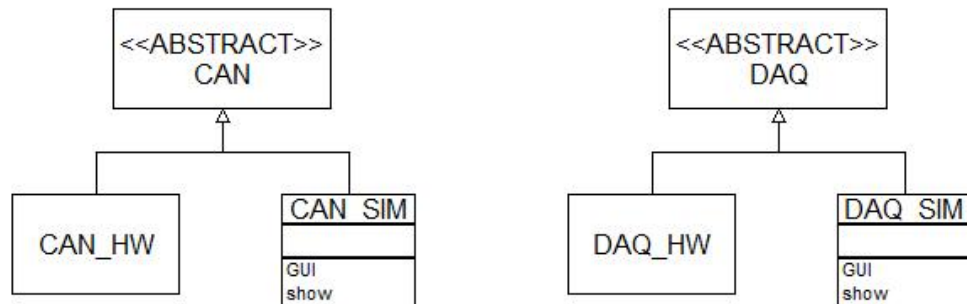 <<ABSTRACT>>
CAN
<<ABSTRACT>>
DAQ
CAN_HW
CAN_SIM
GUI
show
DAQ_HW
DAQ_SIM
GUI
show